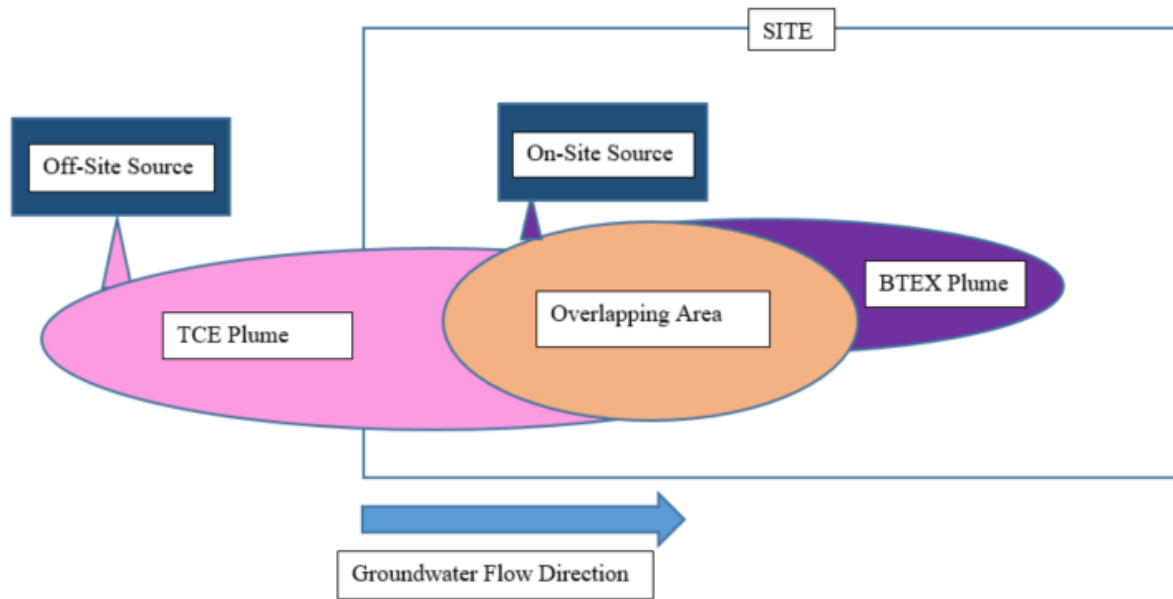 SITE
On-Site Source
Off-Site Source
BTEX Plume
Overlapping Area
TCE Plume
Groundwater Flow Direction